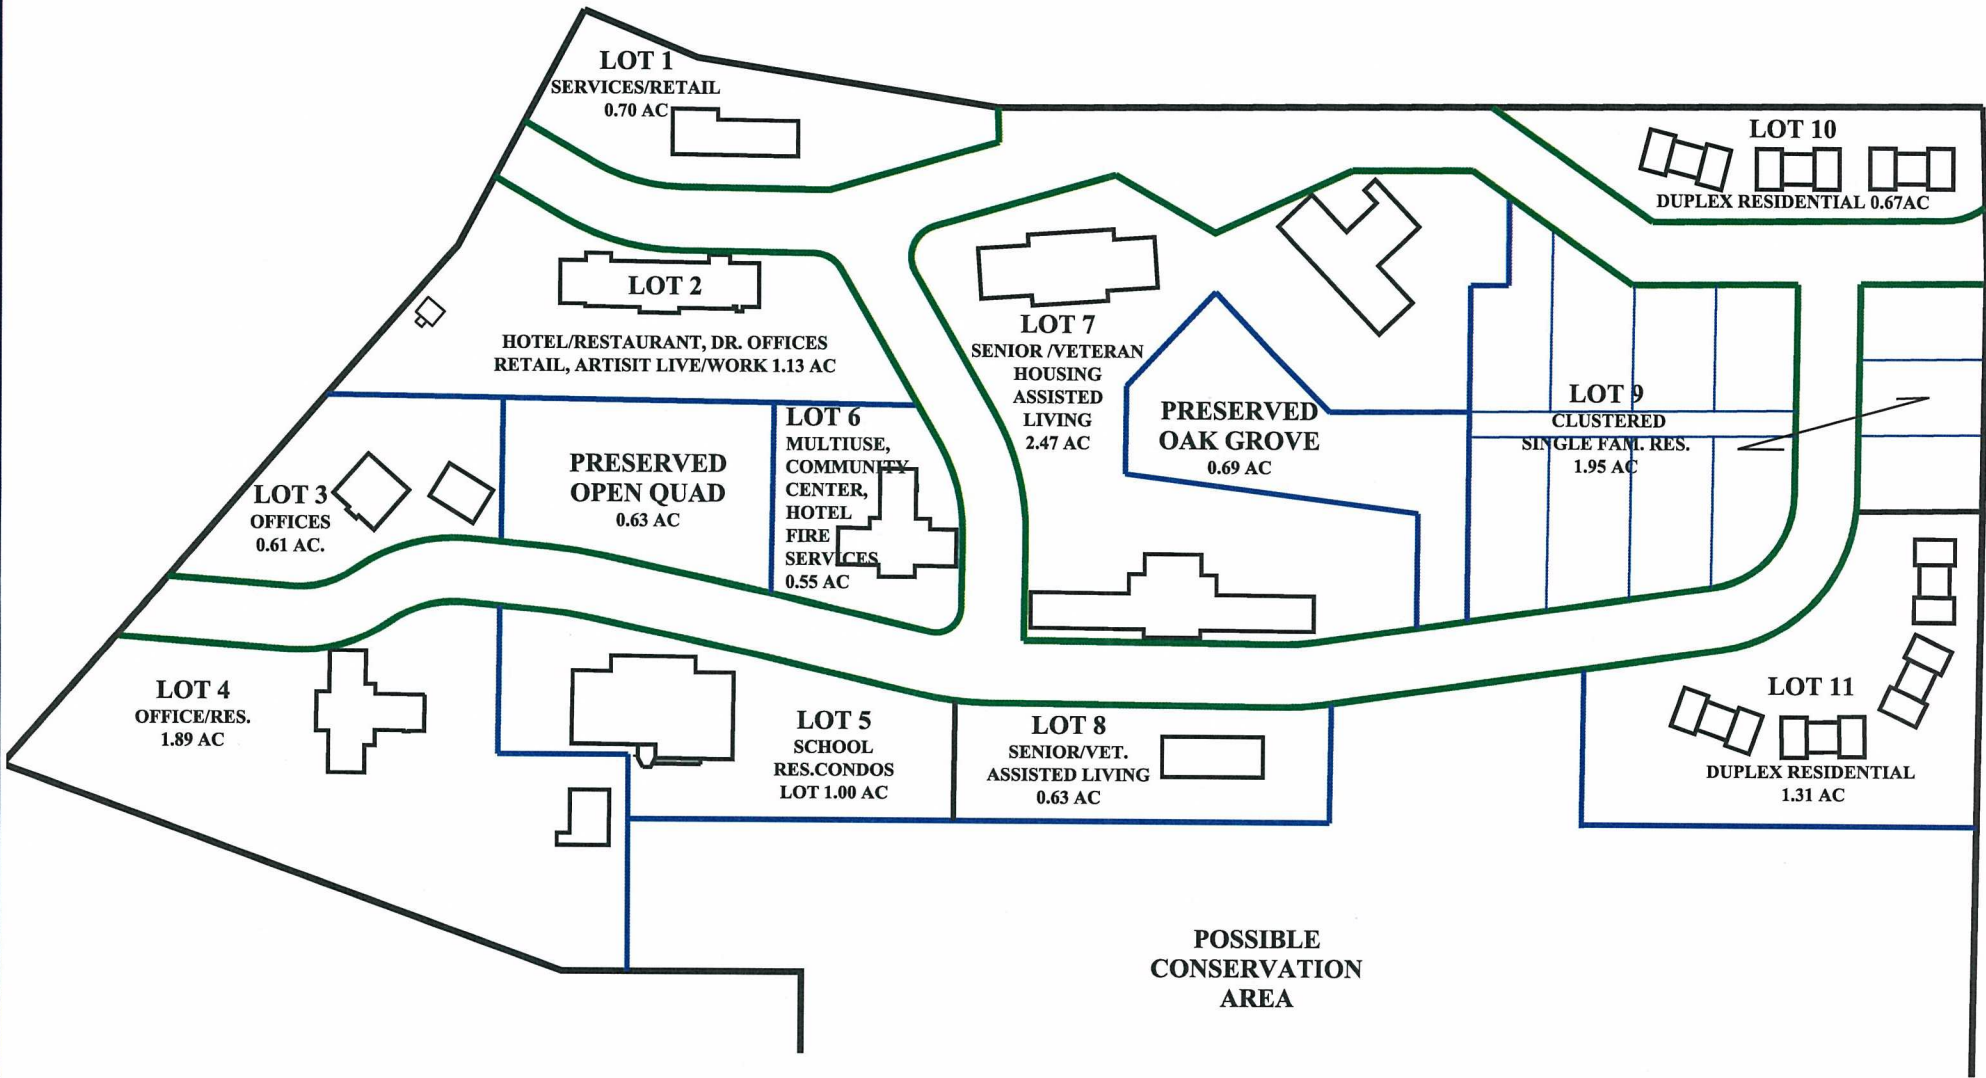 LOT 1
SERVICES/RETAIL
0.70 AC
LOT 10
DUPLEX RESIDENTIAL 0.67AC
LOT 2
HOTEL/RESTAURANT, DR. OFFICES
RETAIL, ARTISIT LIVE/WORK 1.13 AC
LOT 7
SENIOR /VETERAN
HOUSING
ASSISTED
LIVING
2.47 AC
PRESERVED
OAK GROVE
0.69 AC
LOT 9
CLUSTERED
SINGLE FAM. RES.
1.95 AC
LOT 6
MULTIUSE,
COMMUNITY
CENTER,
HOTEL
FIRE
SERVICES
0.55 AC
PRESERVED
OPEN QUAD
0.63 AC
LOT 3
OFFICES
0.61 AC.
LOT 4
OFFICE/RES.
1.89 AC
LOT 5
SCHOOL
RES.CONDOS
LOT 1.00 AC
LOT 8
SENIOR/VET.
ASSISTED LIVING
0.63 AC
LOT 11
DUPLEX RESIDENTIAL
1.31 AC
POSSIBLE
CONSERVATION
AREA